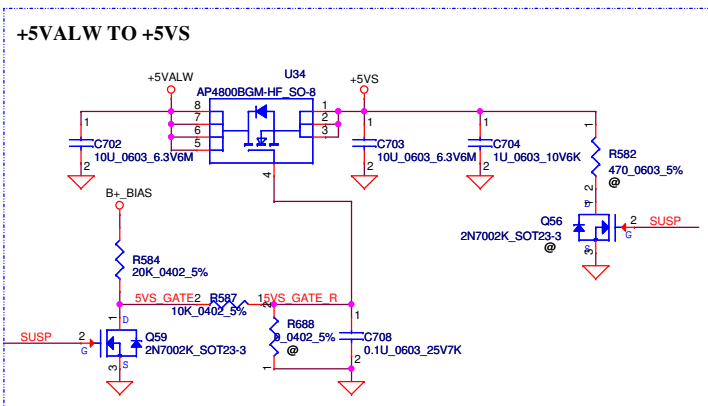 +5VALW TO +5VS
+5VALW
U34
AP4800BGM-HF_SO-8
+5VS
8
7
6
5
1
2
3
4
1
C702
10U_0603_6.3V6M
2
1
C703
10U_0603_6.3V6M
2
1
C704
1U_0603_10V6K
2
1
R582
470_0603_5%
@
2
B+_BIAS
R584
20K_0402_5%
1
D
Q56
2N7002K_SOT23-3
@
2
G
SUSP
S
3
5VS_GATE
2
R587
1
5VS_GATE_R
10K_0402_5%
SUSP
2
G
1
D
Q59
2N7002K_SOT23-3
S
3
2
R688
0_0402_5%
@
1
1
C708
0.1U_0603_25V7K
2